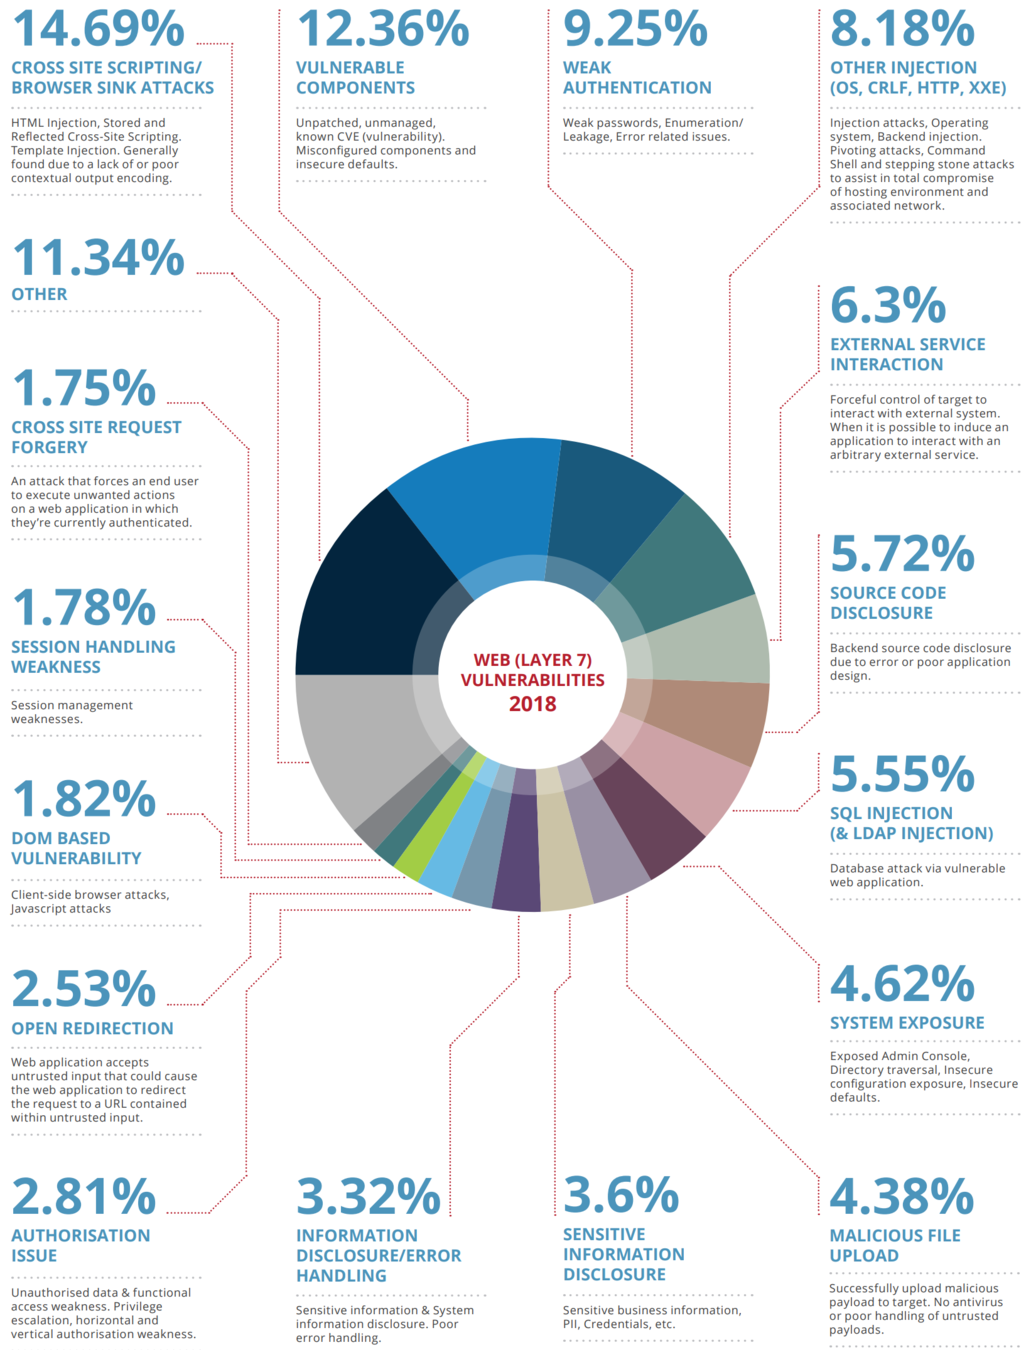 14.69%
CROSS SITE SCRIPTING/
BROWSER SINK ATTACKS
HTML Injection, Stored and
Reflected Cross-Site Scripting.
Template Injection. Generally
found due to a lack of or poor
contextual output encoding.
12.36%
VULNERABLE
COMPONENTS
Unpatched, unmanaged,
known CVE (vulnerability).
Misconfigured components and
insecure defaults.
9.25%
WEAK
AUTHENTICATION
Weak passwords, Enumeration/
Leakage, Error related issues.
8.18%
OTHER INJECTION
(OS, CRLF, HTTP, XXE)
Injection attacks, Operating
system, Backend injection.
Pivoting attacks, Command
Shell and stepping stone attacks
to assist in total compromise
of hosting environment and
associated network.
11.34%
OTHER
6.3%
EXTERNAL SERVICE
INTERACTION
Forceful control of target to
interact with external system.
When it is possible to induce an
application to interact with an
arbitrary external service.
1.75%
CROSS SITE REQUEST
FORGERY
An attack that forces an end user
to execute unwanted actions
on a web application in which
they're currently authenticated.
5.72%
SOURCE CODE
DISCLOSURE
Backend source code disclosure
due to error or poor application
design.
1.78%
SESSION HANDLING
WEAKNESS
Session management
weaknesses.
WEB (LAYER 7)
VULNERABILITIES
2018
5.55%
SQL INJECTION
(& LDAP INJECTION)
Database attack via vulnerable
web application.
1.82%
DOM BASED
VULNERABILITY
Client-side browser attacks,
Javascript attacks
4.62%
SYSTEM EXPOSURE
Exposed Admin Console,
Directory traversal, Insecure
configuration exposure, Insecure
defaults.
2.53%
OPEN REDIRECTION
Web application accepts
untrusted input that could cause
the web application to redirect
the request to a URL contained
within untrusted input.
2.81%
AUTHORISATION
ISSUE
Unauthorised data & functional
access weakness. Privilege
escalation, horizontal and
vertical authorisation weakness.
3.32%
INFORMATION
DISCLOSURE/ERROR
HANDLING
Sensitive information & System
information disclosure. Poor
error handling.
3.6%
SENSITIVE
INFORMATION
DISCLOSURE
Sensitive business information,
PII, Credentials, etc.
4.38%
MALICIOUS FILE
UPLOAD
Successfully upload malicious
payload to target. No antivirus
or poor handling of untrusted
payloads.